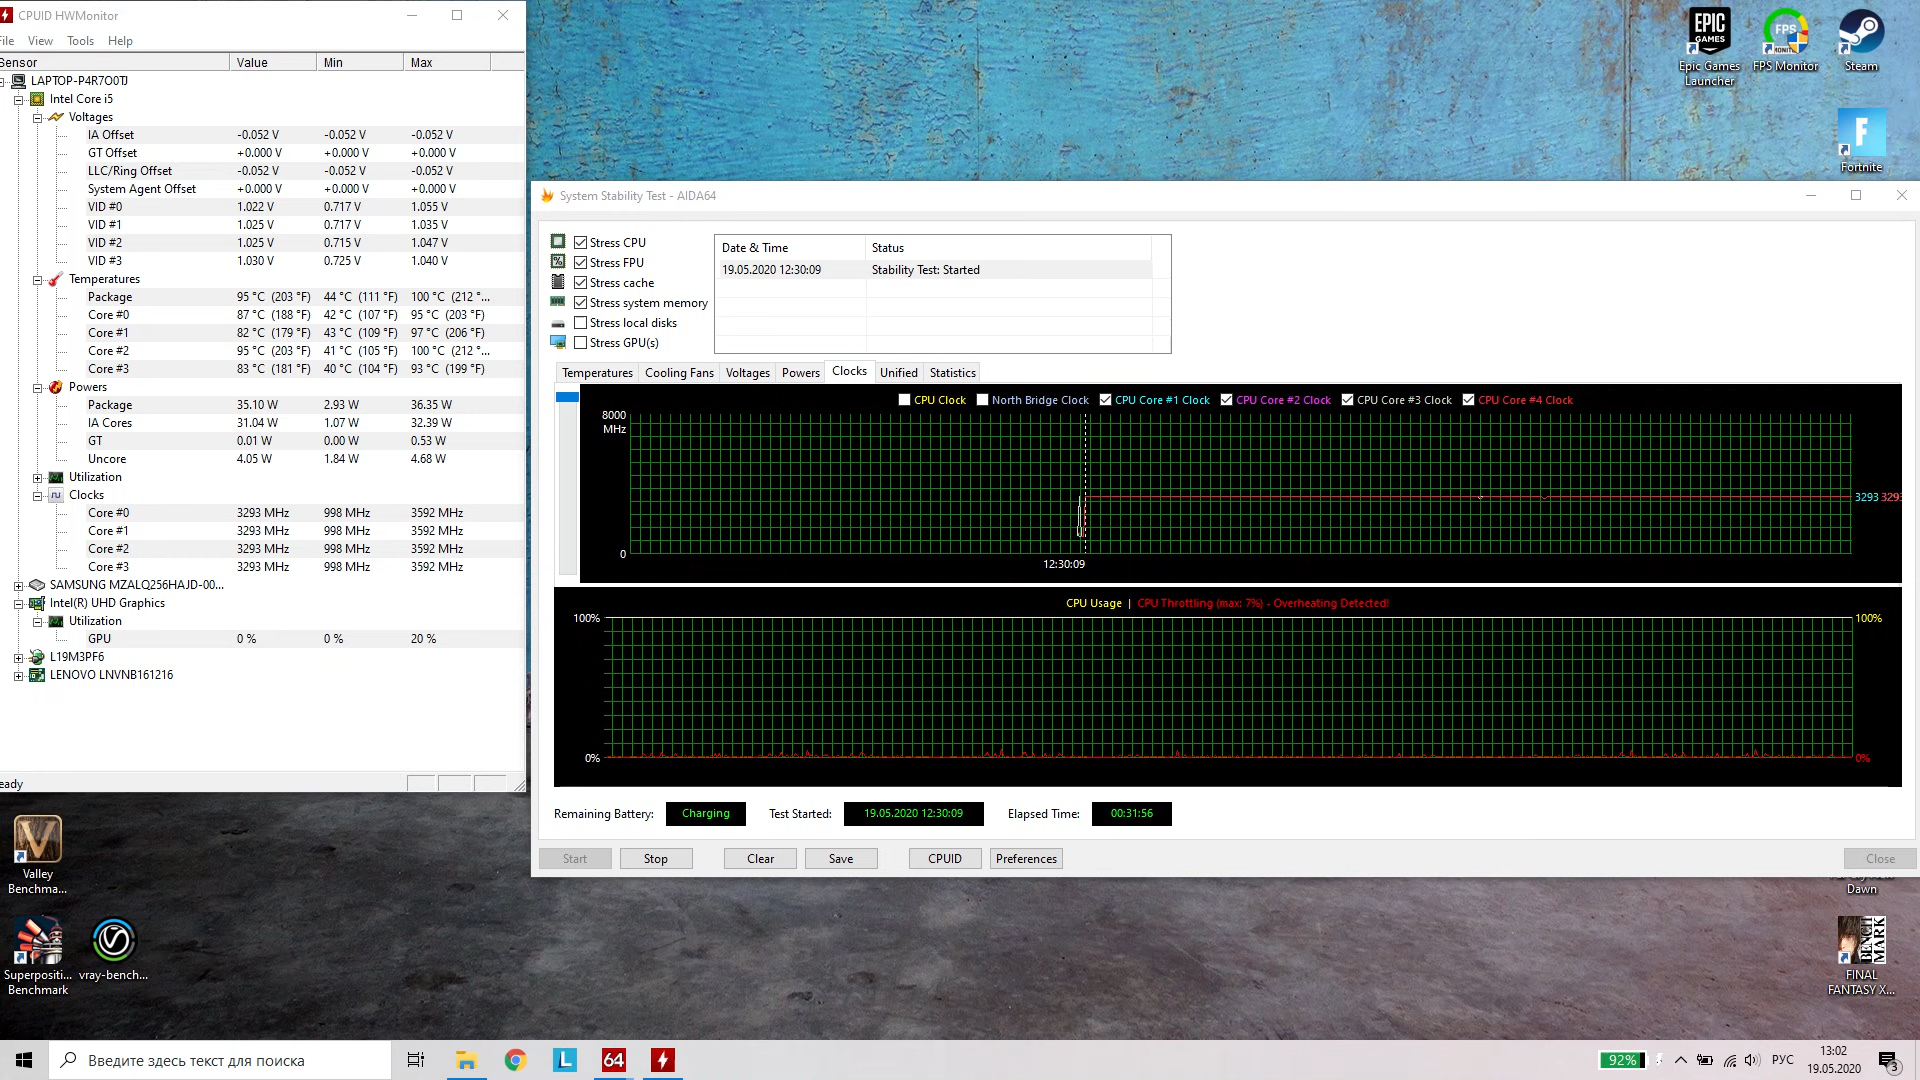 CPUID HWMonitor
File View Tools Help
Sensor Value Min Max
LAPTOP-P4R7O0TJ
Intel Core i5
Voltages
IA Offset -0.052 V -0.052 V -0.052 V
GT Offset +0.000 V +0.000 V +0.000 V
LLC/Ring Offset -0.052 V -0.052 V -0.052 V
System Agent Offset +0.000 V +0.000 V +0.000 V
VID #0 1.022 V 0.717 V 1.055 V
VID #1 1.025 V 0.717 V 1.035 V
VID #2 1.025 V 0.715 V 1.047 V
VID #3 1.030 V 0.725 V 1.040 V
Temperatures
Package 95 °C (203 °F) 44 °C (111 °F) 100 °C (212 °...
Core #0 87 °C (188 °F) 42 °C (107 °F) 95 °C (203 °F)
Core #1 82 °C (179 °F) 43 °C (109 °F) 97 °C (206 °F)
Core #2 95 °C (203 °F) 41 °C (105 °F) 100 °C (212 °...
Core #3 83 °C (181 °F) 40 °C (104 °F) 93 °C (199 °F)
Powers
Package 35.10 W 2.93 W 36.35 W
IA Cores 31.04 W 1.07 W 32.39 W
GT 0.01 W 0.00 W 0.53 W
Uncore 4.05 W 1.84 W 4.68 W
Utilization
Clocks
Core #0 3293 MHz 998 MHz 3592 MHz
Core #1 3293 MHz 998 MHz 3592 MHz
Core #2 3293 MHz 998 MHz 3592 MHz
Core #3 3293 MHz 998 MHz 3592 MHz
SAMSUNG MZALQ256HAJD-00...
Intel(R) UHD Graphics
Utilization
GPU 0 % 0 % 20 %
L19M3PF6
LENOVO LNVNB161216
eady
EPIC GAMES
Epic Games Launcher
FPS
MONITOR
FPS Monitor
Steam
F
Fortnite
System Stability Test - AIDA64
Stress CPU
Stress FPU
Stress cache
Stress system memory
Stress local disks
Stress GPU(s)
Date & Time Status
19.05.2020 12:30:09 Stability Test: Started
Temperatures Cooling Fans Voltages Powers Clocks Unified Statistics
CPU Clock North Bridge Clock CPU Core #1 Clock CPU Core #2 Clock CPU Core #3 Clock CPU Core #4 Clock
8000
MHz
3293 3293
0
12:30:09
CPU Usage | CPU Throttling (max: 7%) - Overheating Detected!
100% 100%
0% 0%
Remaining Battery: Charging Test Started: 19.05.2020 12:30:09 Elapsed Time: 00:31:56
Start Stop Clear Save CPUID Preferences Close
Dawn
V
Valley
Benchma...
Superpositi...
Benchmark
vray-bench...
BENCH
MARK
FINAL
FANTASY X...
Введите здесь текст для поиска
L
64
92%
РУС
13:02
19.05.2020
3